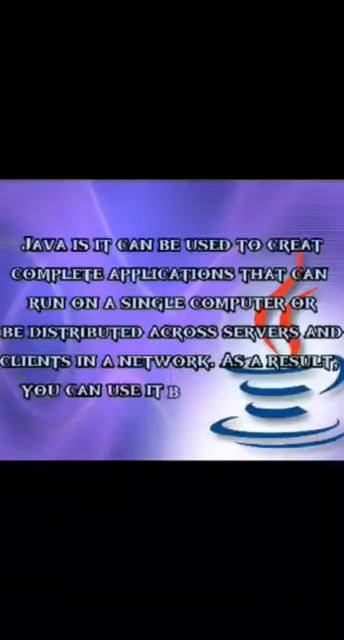 Java is it can be used to creat
complete applications that can
run on a single computer or
be distributed across servers and
clients in a network. As a result,
you can use it b